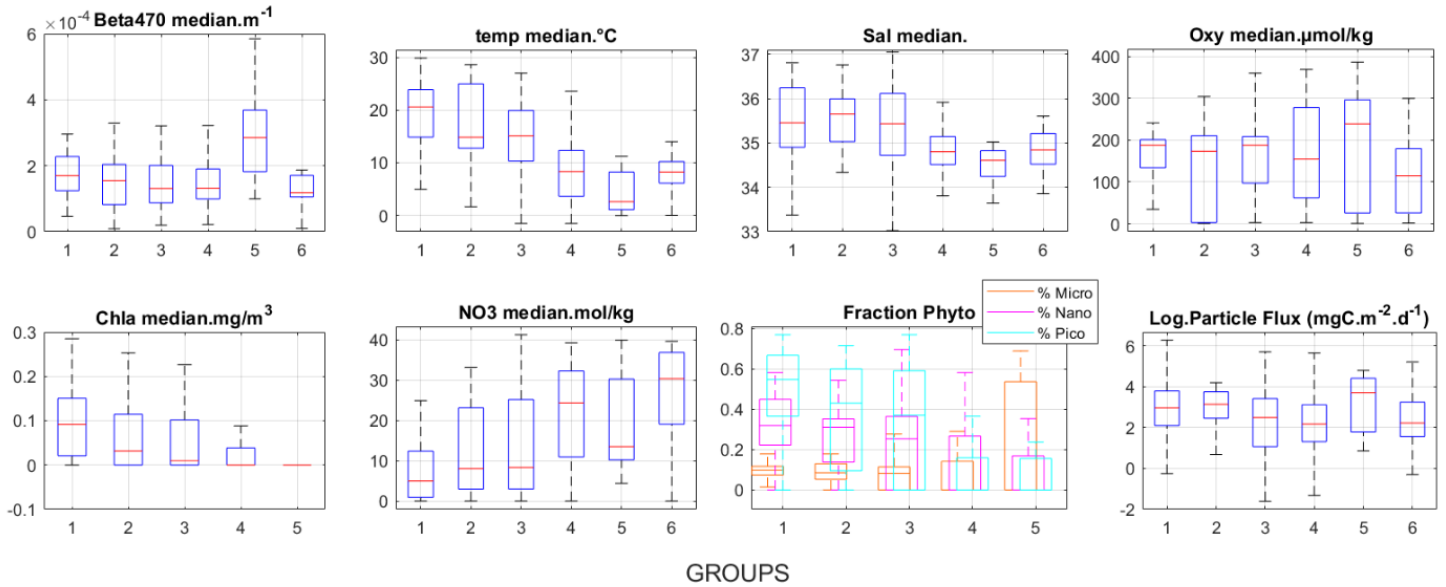 ×10⁻⁴ Beta470 median.m⁻¹
6
4
2
0
1 2 3 4 5 6
temp median.°C
30
20
10
0
1 2 3 4 5 6
Sal median.
37
36
35
34
33
1 2 3 4 5 6
Oxy median.µmol/kg
400
300
200
100
0
1 2 3 4 5 6
Chla median.mg/m³
0.3
0.2
0.1
0
-0.1
1 2 3 4 5
NO3 median.mol/kg
40
30
20
10
0
1 2 3 4 5 6
Fraction Phyto
% Micro
% Nano
% Pico
0.8
0.6
0.4
0.2
0
1 2 3 4 5
Log.Particle Flux (mgC.m⁻².d⁻¹)
6
4
2
0
-2
1 2 3 4 5 6
GROUPS